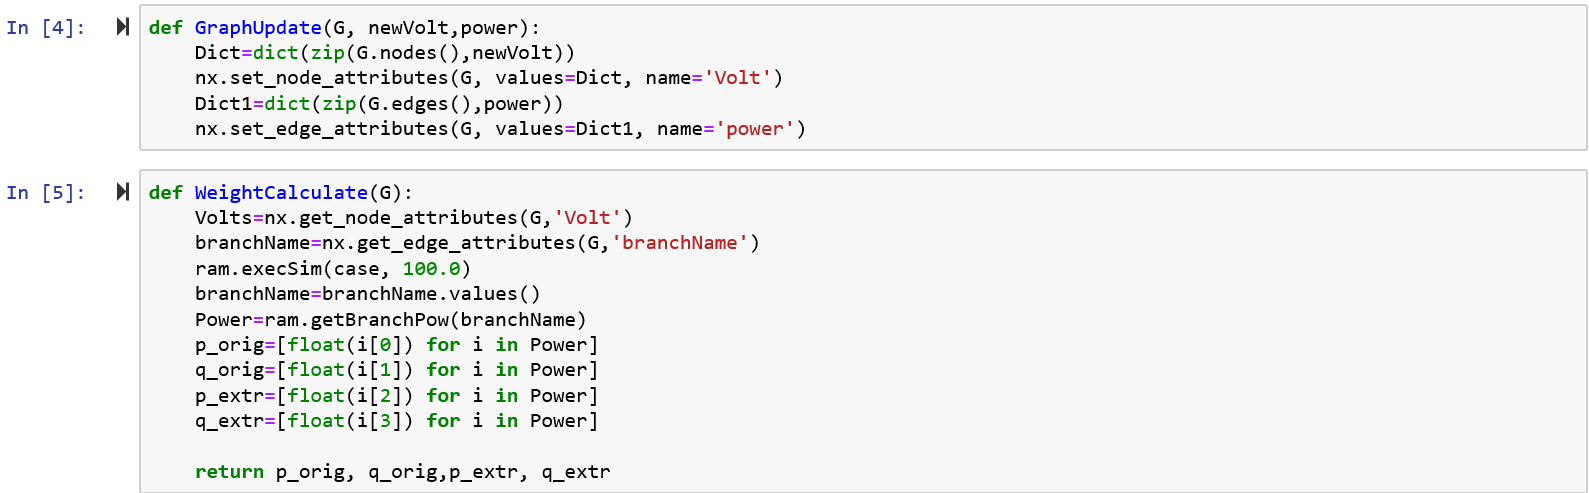 In [4]:
def GraphUpdate(G, newVolt,power):
    Dict=dict(zip(G.nodes(),newVolt))
    nx.set_node_attributes(G, values=Dict, name='Volt')
    Dict1=dict(zip(G.edges(),power))
    nx.set_edge_attributes(G, values=Dict1, name='power')
In [5]:
def WeightCalculate(G):
    Volts=nx.get_node_attributes(G,'Volt')
    branchName=nx.get_edge_attributes(G,'branchName')
    ram.execSim(case, 100.0)
    branchName=branchName.values()
    Power=ram.getBranchPow(branchName)
    p_orig=[float(i[0]) for i in Power]
    q_orig=[float(i[1]) for i in Power]
    p_extr=[float(i[2]) for i in Power]
    q_extr=[float(i[3]) for i in Power]
    return p_orig, q_orig,p_extr, q_extr